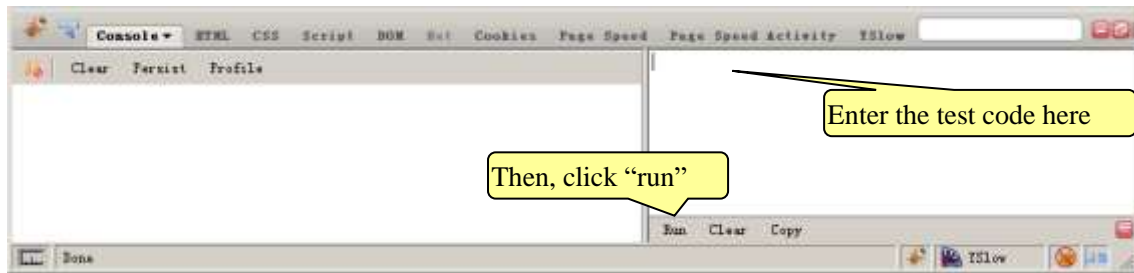 Console HTML CSS Script DOM Net Cookies Page Speed Page Speed Activity YSlow
Clear Persist Profile
Enter the test code here
Then, click “run”
Run Clear Copy
Done YSlow